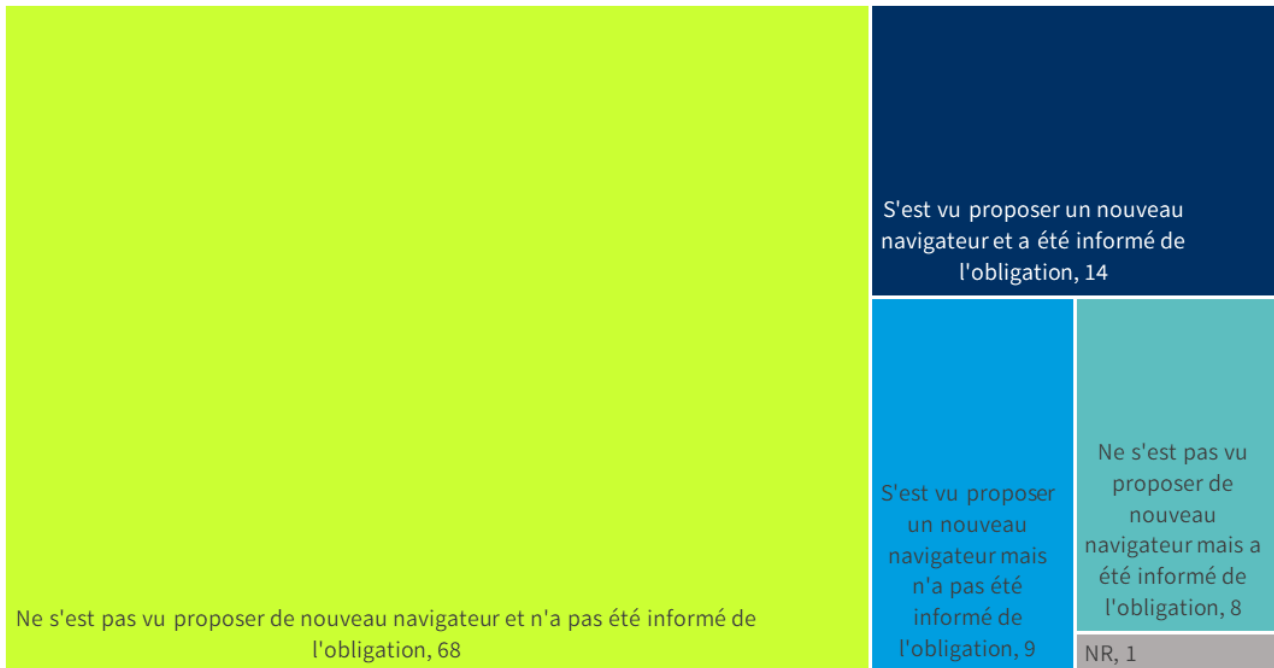 Ne s'est pas vu proposer de nouveau navigateur et n'a pas été informé de
l'obligation, 68
S'est vu proposer un nouveau
navigateur et a été informé de
l'obligation, 14
S'est vu proposer
un nouveau
navigateur mais
n'a pas été
informé de
l'obligation, 9
Ne s'est pas vu
proposer de
nouveau
navigateur mais a
été informé de
l'obligation, 8
NR, 1